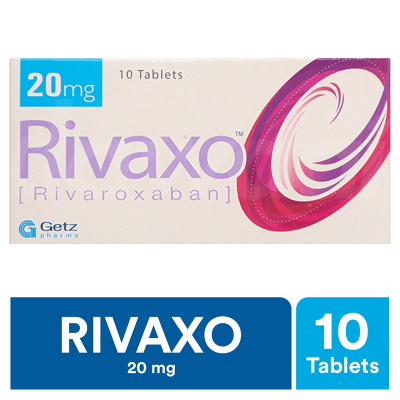 20mg
10 Tablets
Rivaxo™
[Rivaroxaban]
Getz
pharma
RIVAXO
20 mg
10
Tablets